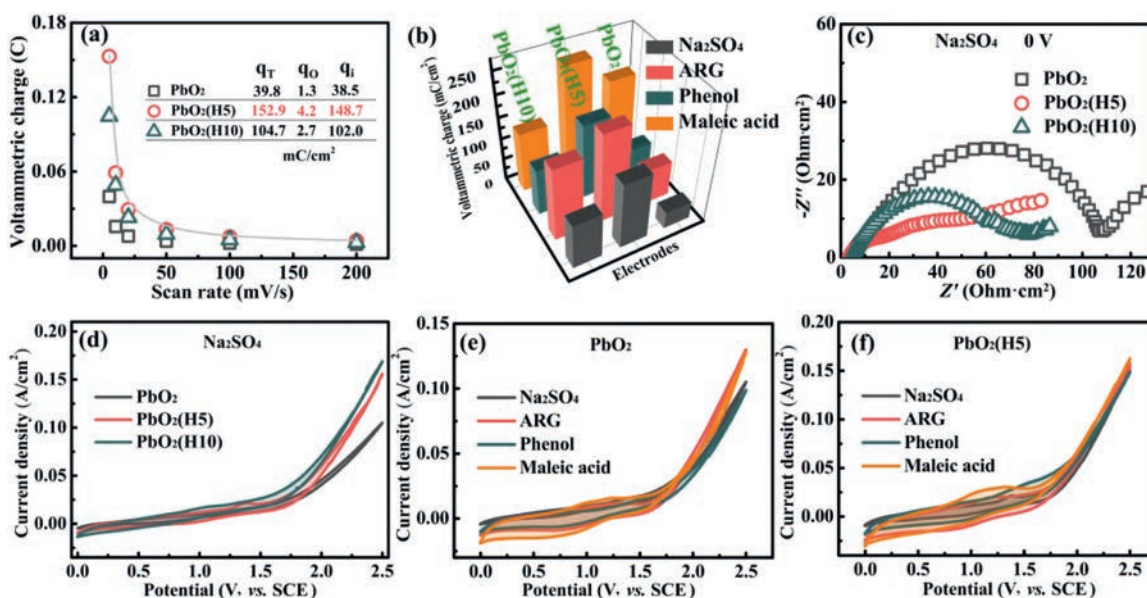 (a)
0.18
0.12
0.06
0.00
Voltammetric charge (C)
0 50 100 150 200
Scan rate (mV/s)
qT qO qi
PbO₂ 39.8 1.3 38.5
PbO₂(H5) 152.9 4.2 148.7
PbO₂(H10) 104.7 2.7 102.0
mC/cm²
(b)
Voltammetric charge (mC/cm²)
250
200
150
100
50
0
PbO₂(H10)
PbO₂(H5)
PbO₂
Na₂SO₄
ARG
Phenol
Maleic acid
Electrodes
(c)
Na₂SO₄ 0 V
PbO₂
PbO₂(H5)
PbO₂(H10)
60
40
20
0
-Z'' (Ohm·cm²)
0 20 40 60 80 100 120
Z' (Ohm·cm²)
(d)
Na₂SO₄
PbO₂
PbO₂(H5)
PbO₂(H10)
0.20
0.15
0.10
0.05
0.00
Current density (A/cm²)
0.0 0.5 1.0 1.5 2.0 2.5
Potential (V, vs. SCE)
(e)
PbO₂
Na₂SO₄
ARG
Phenol
Maleic acid
0.15
0.10
0.05
0.00
Current density (A/cm²)
0.0 0.5 1.0 1.5 2.0 2.5
Potential (V, vs. SCE)
(f)
PbO₂(H5)
Na₂SO₄
ARG
Phenol
Maleic acid
0.20
0.15
0.10
0.05
0.00
Current density (A/cm²)
0.0 0.5 1.0 1.5 2.0 2.5
Potential (V, vs. SCE)